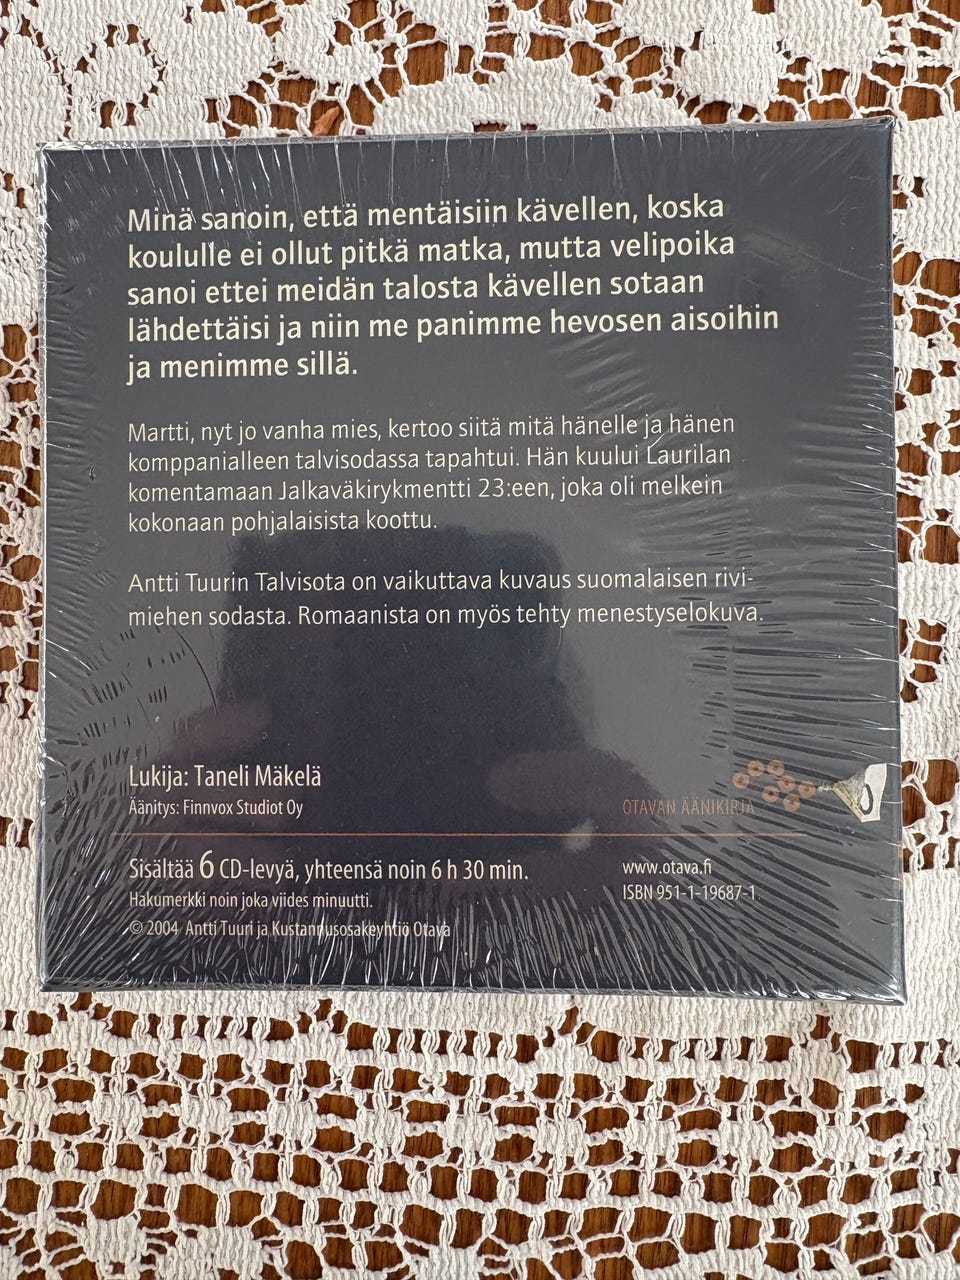 Minä sanoin, että mentäisiin kävellen, koska
koululle ei ollut pitkä matka, mutta velipoika
sanoi ettei meidän talosta kävellen sotaan
lähdettäisi ja niin me panimme hevosen aisoihin
ja menimme sillä.
Martti, nyt jo vanha mies, kertoo siitä mitä hänelle ja hänen
komppanialleen talvisodassa tapahtui. Hän kuului Laurilan
komentamaan Jalkaväkirykmentti 23:een, joka oli melkein
kokonaan pohjalaisista koottu.
Antti Tuurin Talvisota on vaikuttava kuvaus suomalaisen rivi-
miehen sodasta. Romaanista on myös tehty menestyselokuva.
Lukija: Taneli Mäkelä
Äänitys: Finnvox Studiot Oy
OTAVAN ÄÄNIKIRJA
Sisältää 6 CD-levyä, yhteensä noin 6 h 30 min.
Hakumerkki noin joka viides minuutti.
© 2004 Antti Tuuri ja Kustannusosakeyhtiö Otava
www.otava.fi
ISBN 951-1-19687-1